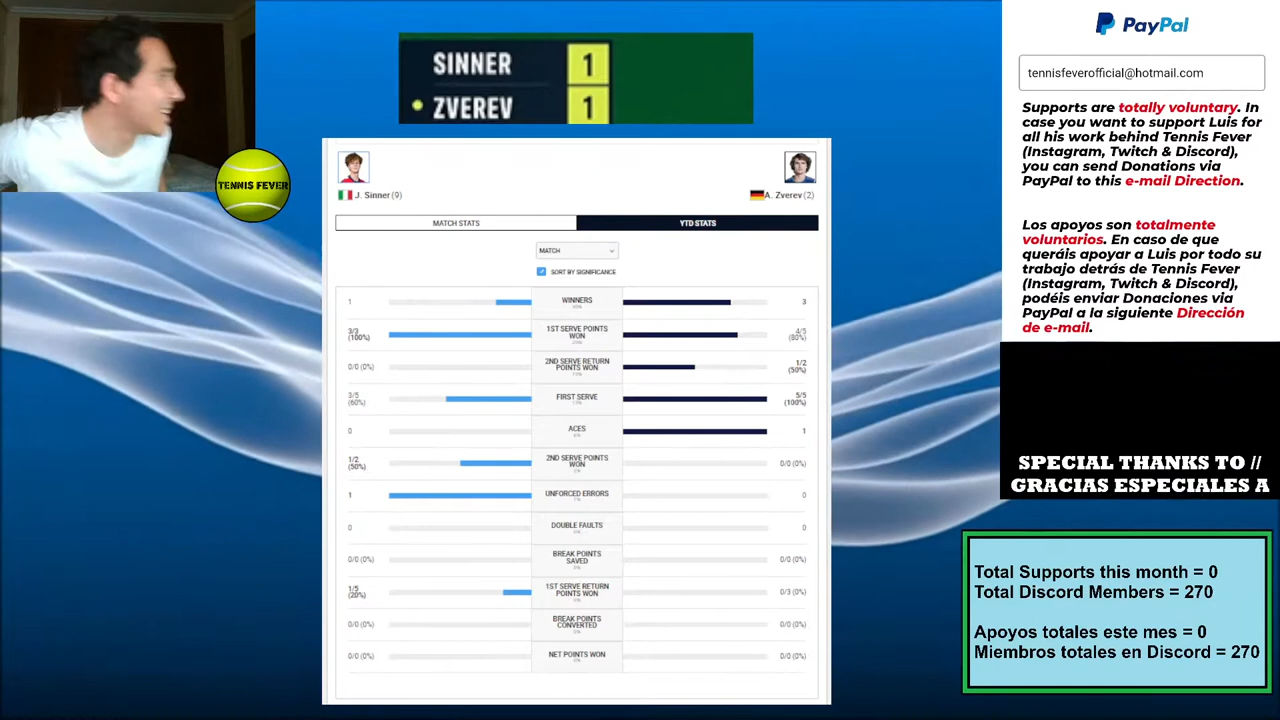 SINNER 1
ZVEREV 1
TENNIS FEVER
J. Sinner (9)
A. Zverev (2)
MATCH STATS
YTD STATS
MATCH
SORT BY SIGNIFICANCE
1 WINNERS 3
3/3 (100%) 1ST SERVE POINTS WON 4/5 (80%)
0/0 (0%) 2ND SERVE RETURN POINTS WON 1/2 (50%)
3/5 (60%) FIRST SERVE 5/5 (100%)
0 ACES 1
1/2 (50%) 2ND SERVE POINTS WON 0/0 (0%)
1 UNFORCED ERRORS 0
0 DOUBLE FAULTS 0
0/0 (0%) BREAK POINTS SAVED 0/0 (0%)
1/5 (20%) 1ST SERVE RETURN POINTS WON 0/3 (0%)
0/0 (0%) BREAK POINTS CONVERTED 0/0 (0%)
0/0 (0%) NET POINTS WON 0/0 (0%)
PayPal
tennisfeverofficial@hotmail.com
Supports are totally voluntary. In
case you want to support Luis for
all his work behind Tennis Fever
(Instagram, Twitch & Discord),
you can send Donations via
PayPal to this e-mail Direction.
Los apoyos son totalmente
voluntarios. En caso de que
queráis apoyar a Luis por todo su
trabajo detrás de Tennis Fever
(Instagram, Twitch & Discord),
podéis enviar Donaciones via
PayPal a la siguiente Dirección
de e-mail.
SPECIAL THANKS TO //
GRACIAS ESPECIALES A
Total Supports this month = 0
Total Discord Members = 270
Apoyos totales este mes = 0
Miembros totales en Discord = 270